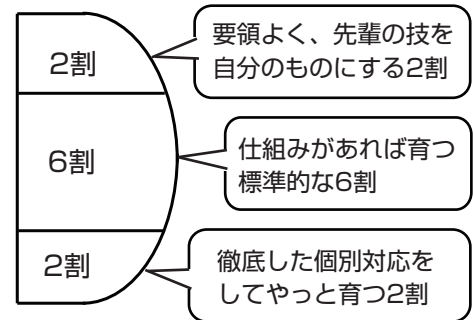 2割
要領よく、先輩の技を
自分のものにする2割
6割
仕組みがあれば育つ
標準的な6割
2割
徹底した個別対応を
してやっと育つ2割